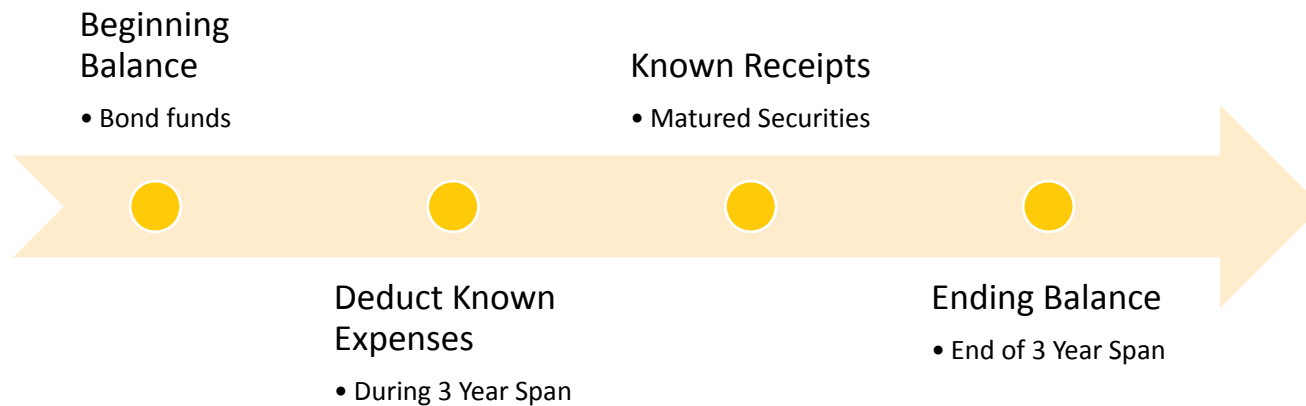 Beginning
Balance
• Bond funds
Deduct Known
Expenses
• During 3 Year Span
Known Receipts
• Matured Securities
Ending Balance
• End of 3 Year Span